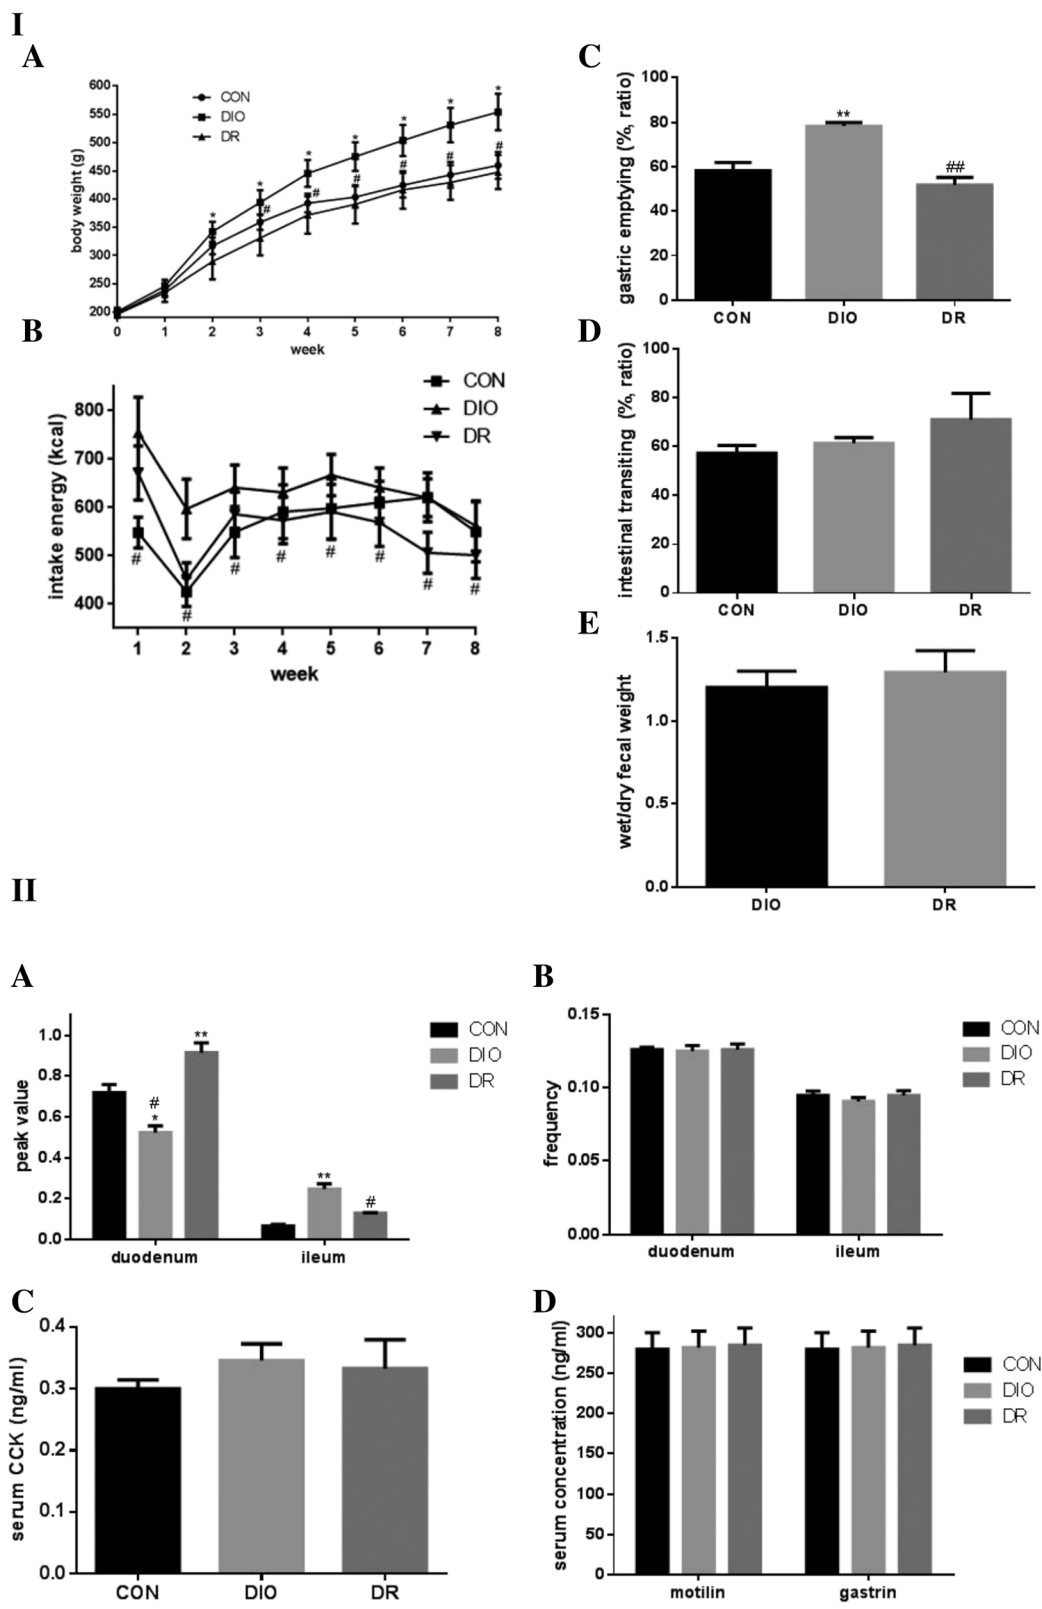 I
A
600
550
500
450
400
350
300
250
200
body weight (g)
CON
DIO
DR
*
*
*
*
*
*
*
#
#
#
#
#
#
0 1 2 3 4 5 6 7 8
week
B
800
700
600
500
400
intake energy (kcal)
CON
DIO
DR
# # # # # # # #
1 2 3 4 5 6 7 8
week
C
100
80
60
40
20
0
gastric emptying (%, ratio)
**
##
CON DIO DR
D
100
80
60
40
20
0
intestinal transiting (%, ratio)
CON DIO DR
E
1.5
1.0
0.5
0.0
wet/dry fecal weight
DIO DR
II
A
1.0
0.8
0.6
0.4
0.2
0.0
peak value
#
*
**
**
#
duodenum ileum
CON
DIO
DR
B
0.15
0.10
0.05
0.00
frequency
duodenum ileum
CON
DIO
DR
C
0.4
0.3
0.2
0.1
0.0
serum CCK (ng/ml)
CON DIO DR
D
300
250
200
150
100
50
0
serum concentration (ng/ml)
motilin gastrin
CON
DIO
DR